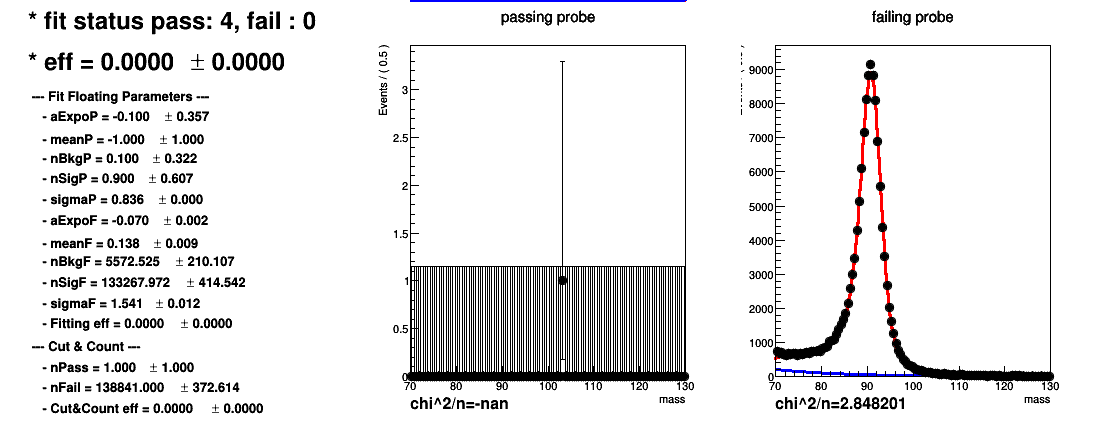 * fit status pass: 4, fail : 0
* eff = 0.0000 ± 0.0000
--- Fit Floating Parameters ---
- aExpoP = -0.100 ± 0.357
- meanP = -1.000 ± 1.000
- nBkgP = 0.100 ± 0.322
- nSigP = 0.900 ± 0.607
- sigmaP = 0.836 ± 0.000
- aExpoF = -0.070 ± 0.002
- meanF = 0.138 ± 0.009
- nBkgF = 5572.525 ± 210.107
- nSigF = 133267.972 ± 414.542
- sigmaF = 1.541 ± 0.012
- Fitting eff = 0.0000 ± 0.0000
--- Cut & Count ---
- nPass = 1.000 ± 1.000
- nFail = 138841.000 ± 372.614
- Cut&Count eff = 0.0000 ± 0.0000
passing probe
Events / ( 0.5 )
3
2.5
2
1.5
1
0.5
0
70 80 90 100 110 120 130
mass
chi^2/n=-nan
failing probe
9000
8000
7000
6000
5000
4000
3000
2000
1000
0
70 80 90 100 110 120 130
mass
chi^2/n=2.848201